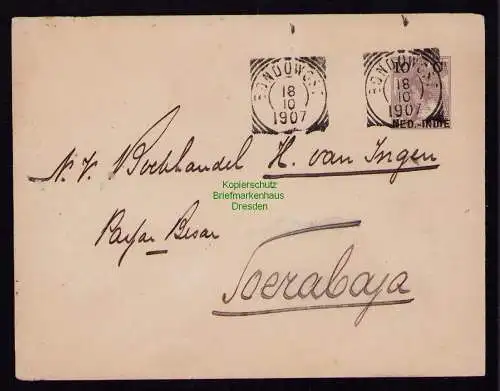 BONDOWOSO
18
10
1907
BONDOWOSO
10
18
10
1907
NED.-INDIE
N.V. Boekhandel H. van Ingen
Kopierschutz
Briefmarkenhaus
Dresden
Pasar Besar
Soerabaja